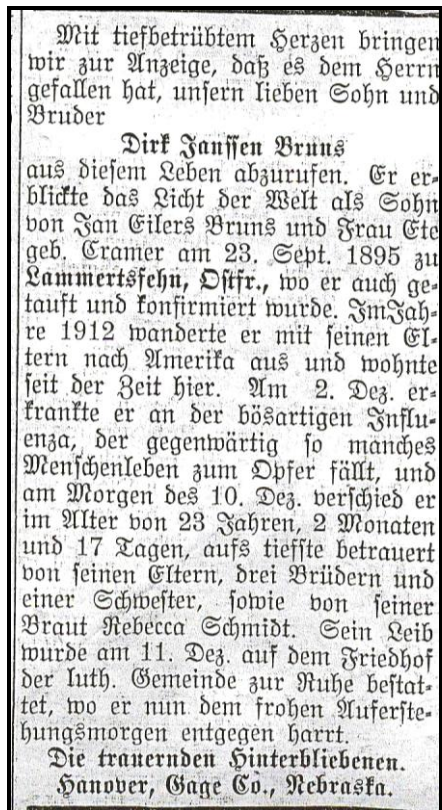 Mit tiefbetrübtem Herzen bringen
wir zur Anzeige, daß es dem Herrn
gefallen hat, unsern lieben Sohn und
Bruder
Dirk Janssen Bruns
aus diesem Leben abzurufen. Er er-
blickte das Licht der Welt als Sohn
von Jan Eilers Bruns und Frau Ete
geb. Cramer am 23. Sept. 1895 zu
Lammertsfehn, Ostfr., wo er auch ge-
tauft und konfirmiert wurde. Im Jah-
re 1912 wanderte er mit seinen El-
tern nach Amerika aus und wohnte
seit der Zeit hier. Am 2. Dez. er-
krankte er an der bösartigen Influ-
enza, der gegenwärtig so manches
Menschenleben zum Opfer fällt, und
am Morgen des 10. Dez. verschied er
im Alter von 23 Jahren, 2 Monaten
und 17 Tagen, aufs tiefste betrauert
von seinen Eltern, drei Brüdern und
einer Schwester, sowie von seiner
Braut Rebecca Schmidt. Sein Leib
wurde am 11. Dez. auf dem Friedhof
der luth. Gemeinde zur Ruhe bestat-
tet, wo er nun dem frohen Auferste-
hungsmorgen entgegen harrt.
Die trauernden Hinterbliebenen.
Hanover, Gage Co., Nebraska.